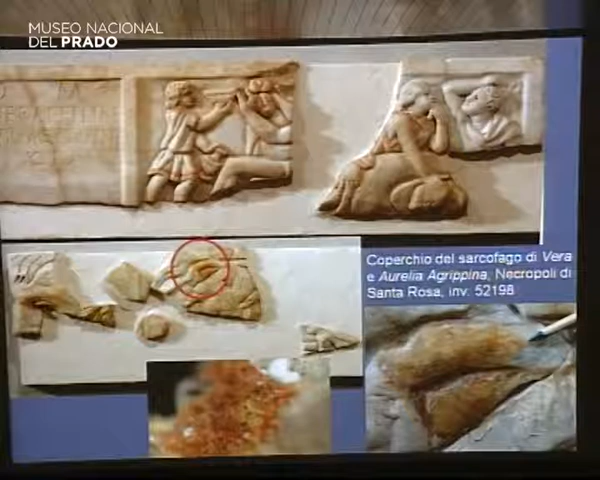 MUSEO NACIONAL
DEL PRADO
Coperchio del sarcofago di Vera
e Aurelia Agrippina, Necropoli di
Santa Rosa, inv. 52198